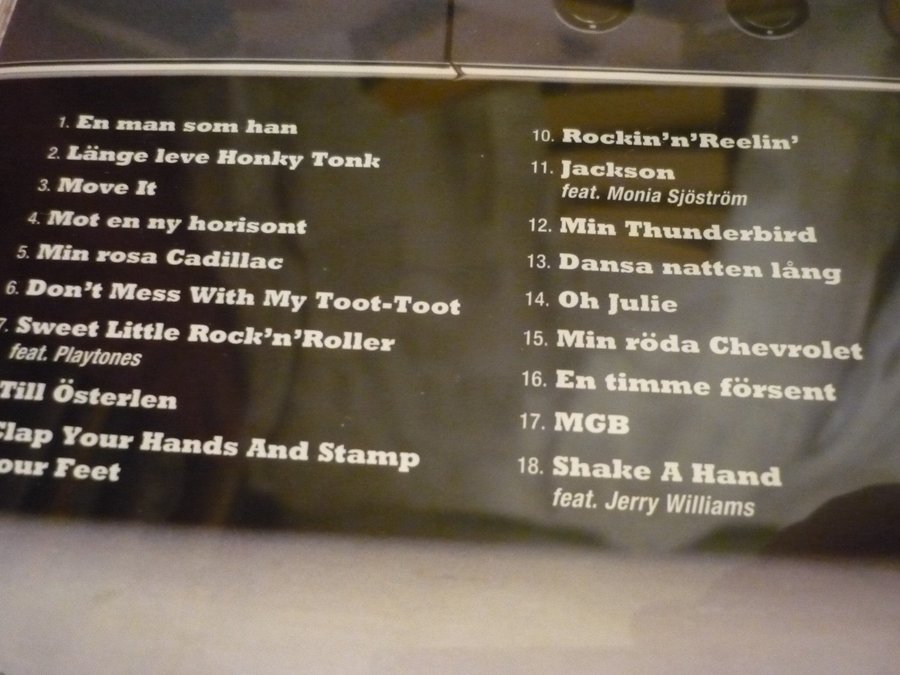 1. En man som han
2. Länge leve Honky Tonk
3. Move It
4. Mot en ny horisont
5. Min rosa Cadillac
6. Don't Mess With My Toot-Toot
7. Sweet Little Rock'n'Roller
feat. Playtones
Till Österlen
Clap Your Hands And Stamp
our Feet
10. Rockin'n'Reelin'
11. Jackson
feat. Monia Sjöström
12. Min Thunderbird
13. Dansa natten lång
14. Oh Julie
15. Min röda Chevrolet
16. En timme försent
17. MGB
18. Shake A Hand
feat. Jerry Williams